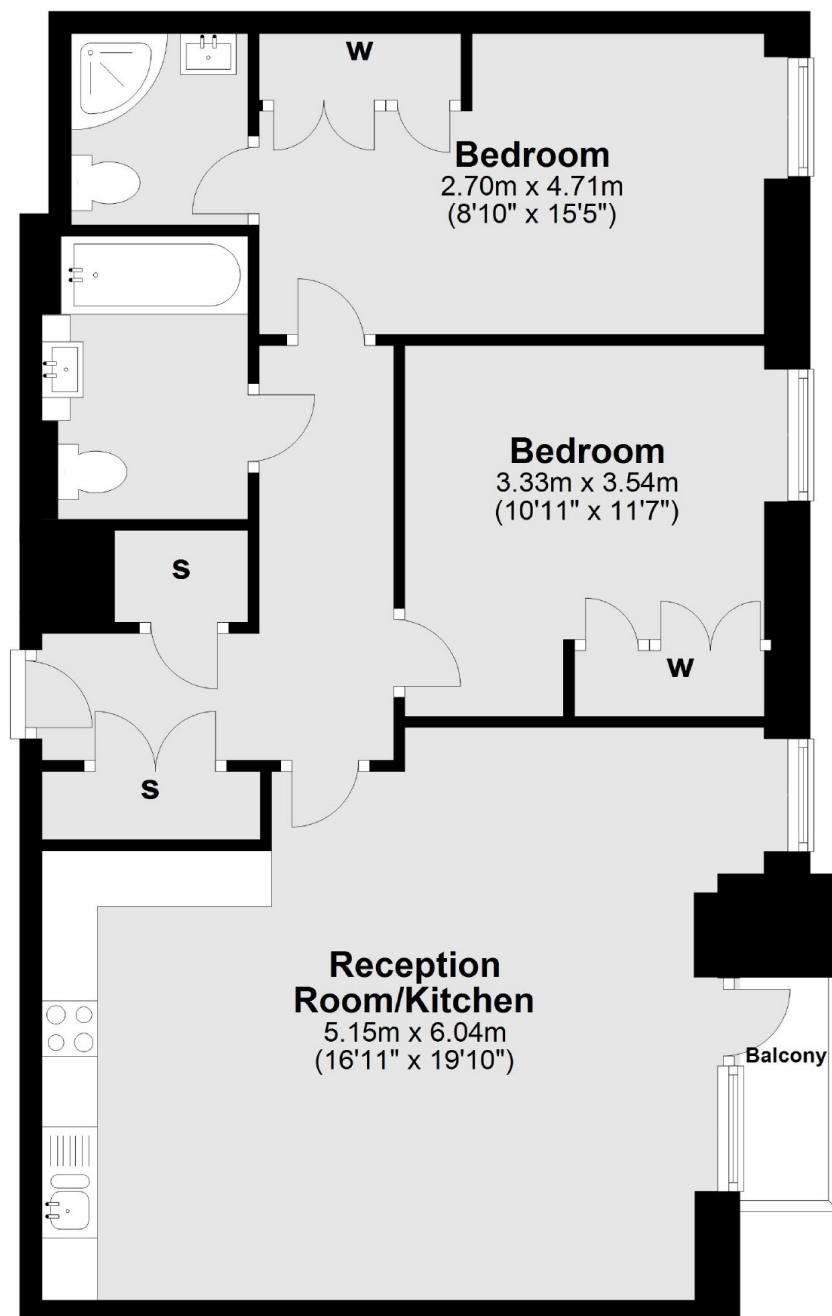 W
Bedroom
2.70m x 4.71m
(8'10" x 15'5")
Bedroom
3.33m x 3.54m
(10'11" x 11'7")
S
W
S
Reception
Room/Kitchen
5.15m x 6.04m
(16'11" x 19'10")
Balcony